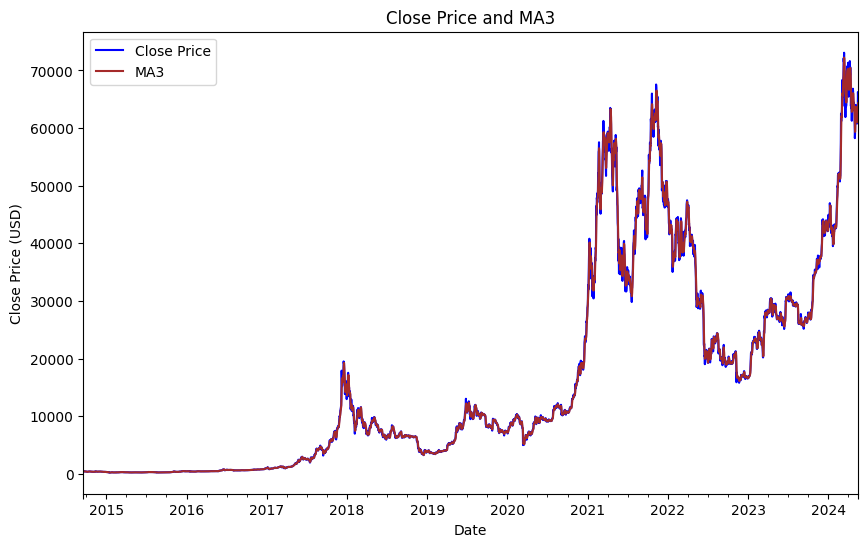 Close Price and MA3
Close Price
MA3
70000
60000
50000
40000
30000
20000
10000
0
Close Price (USD)
2015 2016 2017 2018 2019 2020 2021 2022 2023 2024
Date